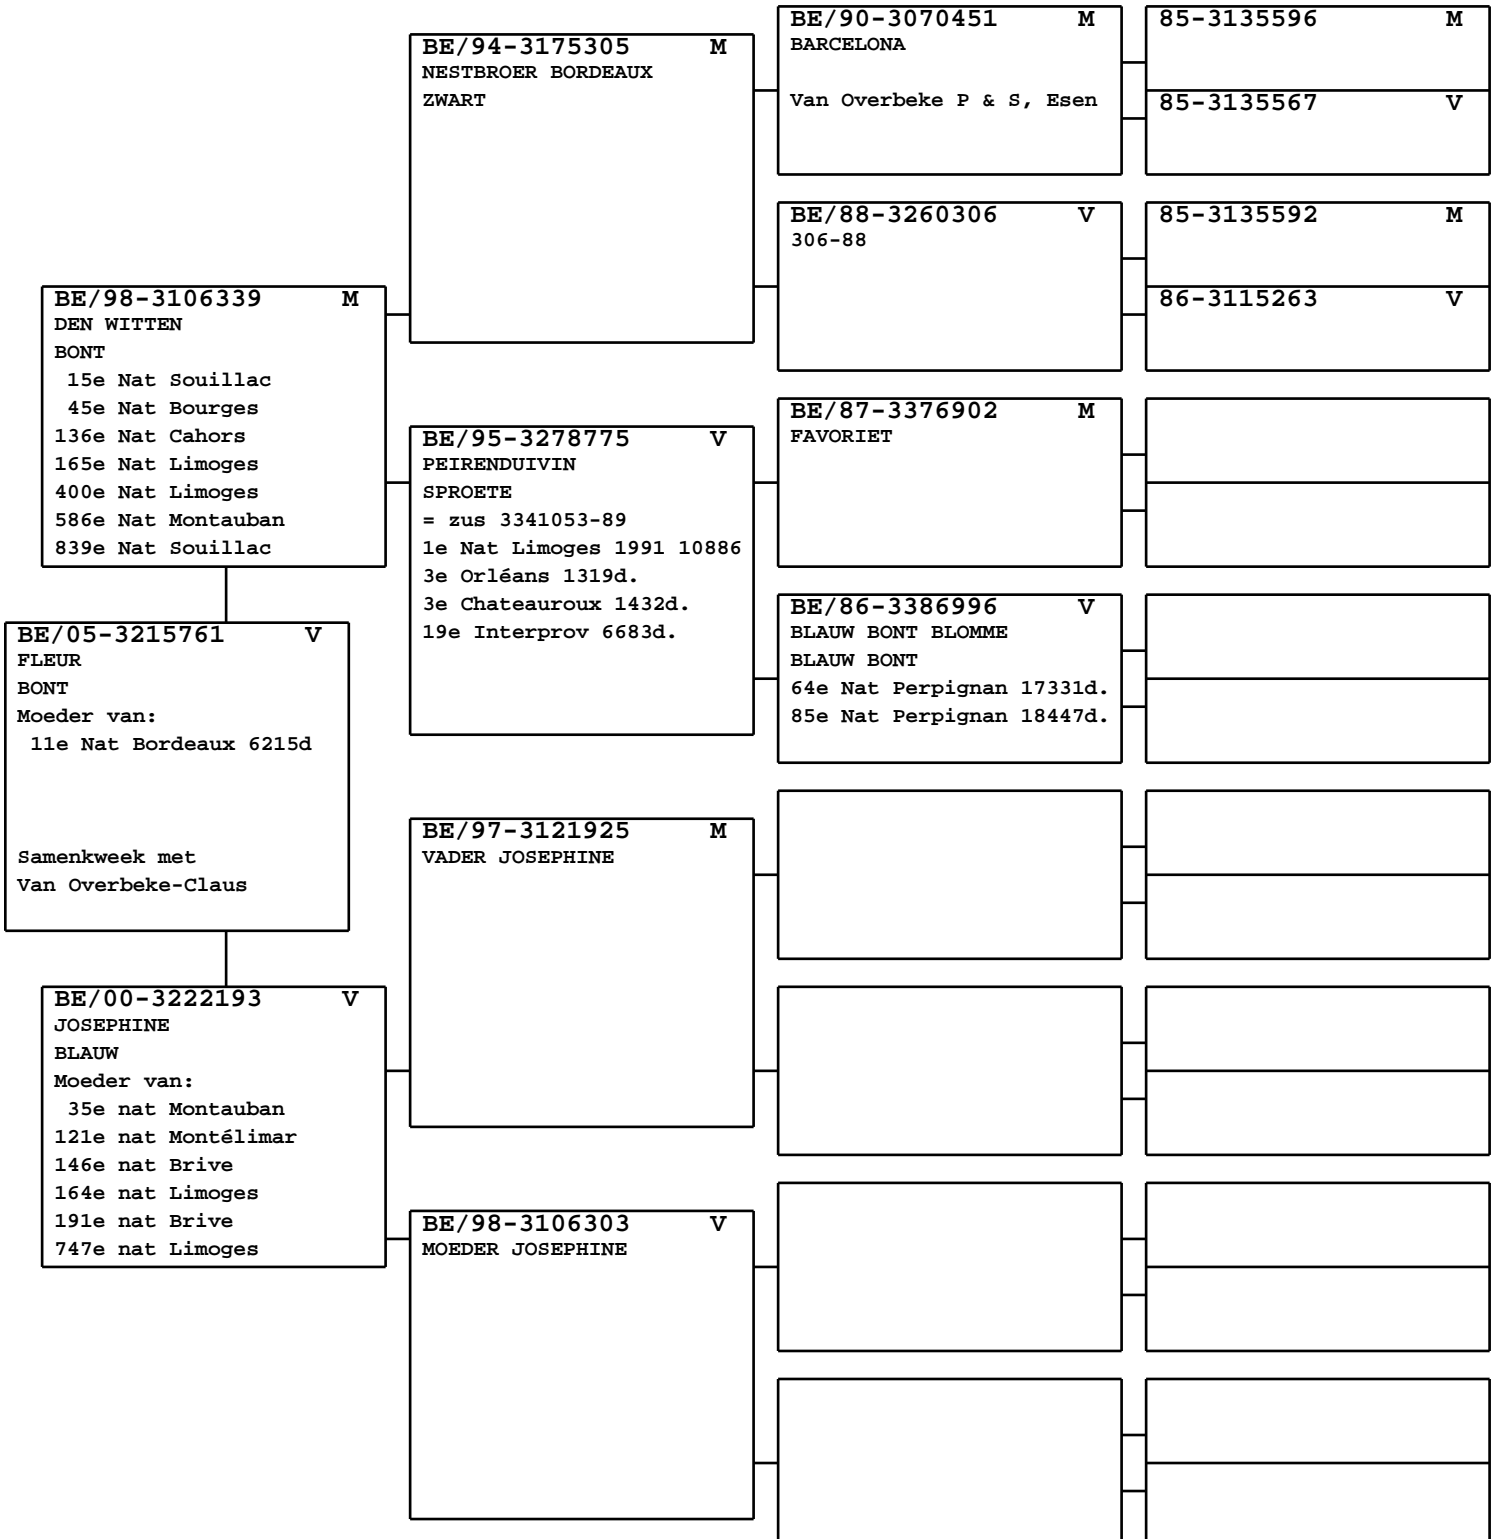 BE/05-3215761 V
FLEUR
BONT
Moeder van:
11e Nat Bordeaux 6215d
Samenkweek met
Van Overbeke-Claus
BE/98-3106339 M
DEN WITTEN
BONT
15e Nat Souillac
45e Nat Bourges
136e Nat Cahors
165e Nat Limoges
400e Nat Limoges
586e Nat Montauban
839e Nat Souillac
BE/00-3222193 V
JOSEPHINE
BLAUW
Moeder van:
35e nat Montauban
121e nat Montélimar
146e nat Brive
164e nat Limoges
191e nat Brive
747e nat Limoges
BE/94-3175305 M
NESTBROER BORDEAUX
ZWART
BE/95-3278775 V
PEIRENDUIVIN
SPROETE
= zus 3341053-89
1e Nat Limoges 1991 10886
3e Orléans 1319d.
3e Chateauroux 1432d.
19e Interprov 6683d.
BE/97-3121925 M
VADER JOSEPHINE
BE/98-3106303 V
MOEDER JOSEPHINE
BE/90-3070451 M
BARCELONA
Van Overbeke P & S, Esen
BE/88-3260306 V
306-88
BE/87-3376902 M
FAVORIET
BE/86-3386996 V
BLAUW BONT BLOMME
BLAUW BONT
64e Nat Perpignan 17331d.
85e Nat Perpignan 18447d.
85-3135596 M
85-3135567 V
85-3135592 M
86-3115263 V